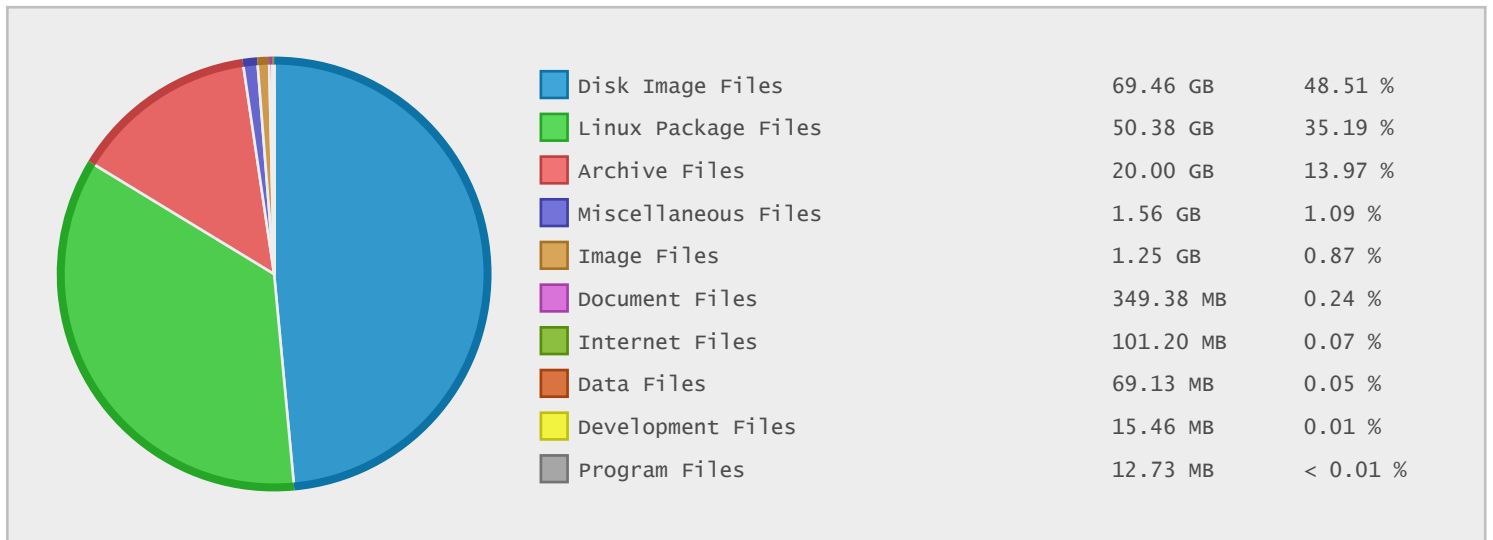 Disk Image Files 69.46 GB 48.51 %
Linux Package Files 50.38 GB 35.19 %
Archive Files 20.00 GB 13.97 %
Miscellaneous Files 1.56 GB 1.09 %
Image Files 1.25 GB 0.87 %
Document Files 349.38 MB 0.24 %
Internet Files 101.20 MB 0.07 %
Data Files 69.13 MB 0.05 %
Development Files 15.46 MB 0.01 %
Program Files 12.73 MB < 0.01 %